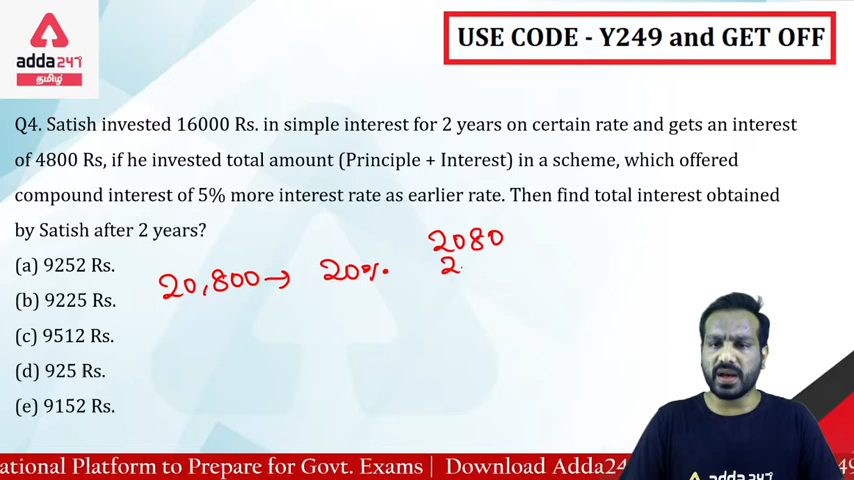 adda247
தமிழ்
USE CODE - Y249 and GET OFF
Q4. Satish invested 16000 Rs. in simple interest for 2 years on certain rate and gets an interest
of 4800 Rs, if he invested total amount (Principle + Interest) in a scheme, which offered
compound interest of 5% more interest rate as earlier rate. Then find total interest obtained
by Satish after 2 years?
2080
(a) 9252 Rs.
20,800→ 20% 2
(b) 9225 Rs.
(c) 9512 Rs.
(d) 925 Rs.
(e) 9152 Rs.
ational Platform to Prepare for Govt. Exams | Download Adda24